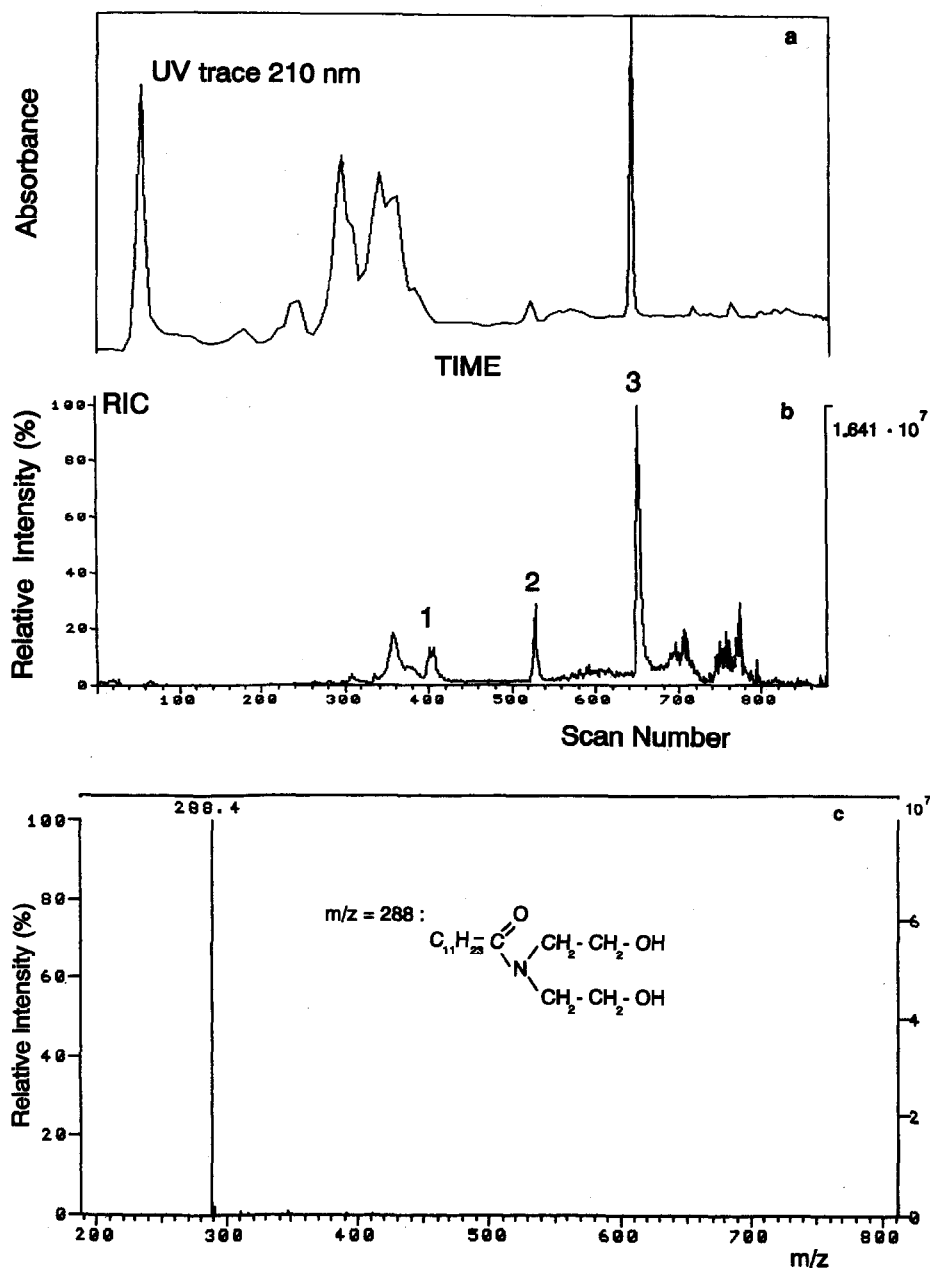 a
UV trace 210 nm
Absorbance
TIME
3
RIC
b
1.641 · 10⁷
100
80
60
40
20
0
1
2
Relative Intensity (%)
100 200 300 400 500 600 700 800
Scan Number
288.4
c
10⁷
100
80
60
40
20
0
Relative Intensity (%)
m/z = 288 :
O
C₁₁H₂₃–C
CH₂-CH₂-OH
N
CH₂-CH₂-OH
6
4
2
0
200 300 400 500 600 700 800
m/z